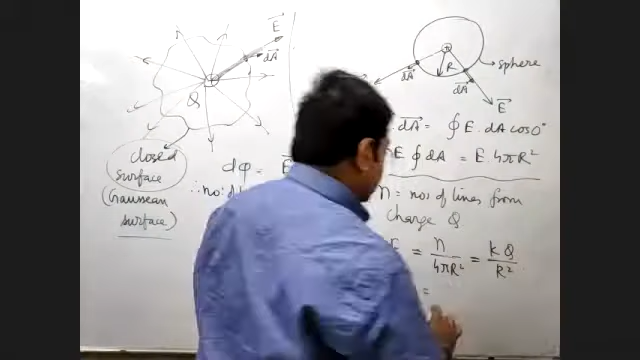 E
dA
+
Q
closed
surface
(Gaussean
surface)
dφ = E
∴ no:
+
R
sphere
dA
dA
E
. dA = ∮ E . dA cos0°
E ∮ dA = E . 4πR²
n = no: of lines from
charge Q
E = n/4πR² = kQ/R²
=